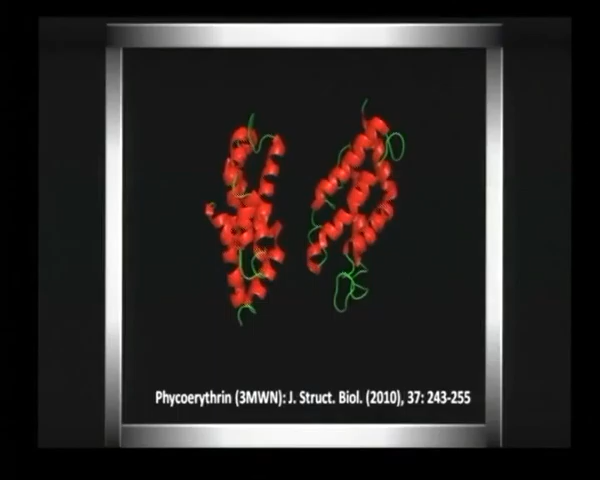 Phycoerythrin (3MWN): J. Struct. Biol. (2010), 37: 243-255